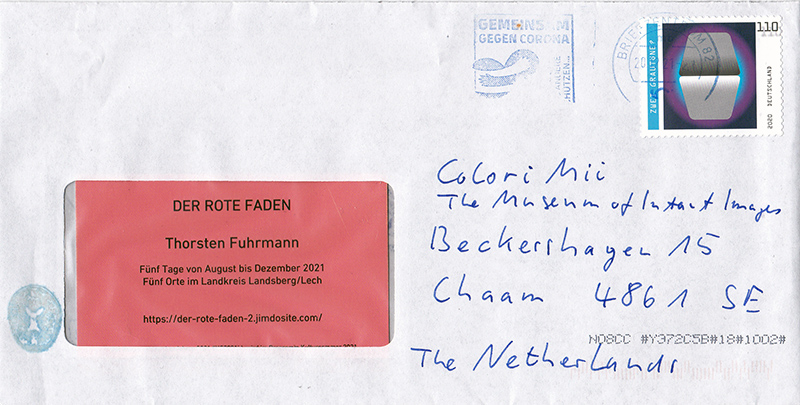 GEMEINS M
GEGEN CORONA
110
ZWEI GRAUTÖNE?
2020 DEUTSCHLAND
Colori Mii
The Museum of Instant Images
Beckershagen 15
Chaam 4861 SE
The Netherlands
N08CC #Y372C5B#18#1002#
DER ROTE FADEN
Thorsten Fuhrmann
Fünf Tage von August bis Dezember 2021
Fünf Orte im Landkreis Landsberg/Lech
https://der-rote-faden-2.jimdosite.com/